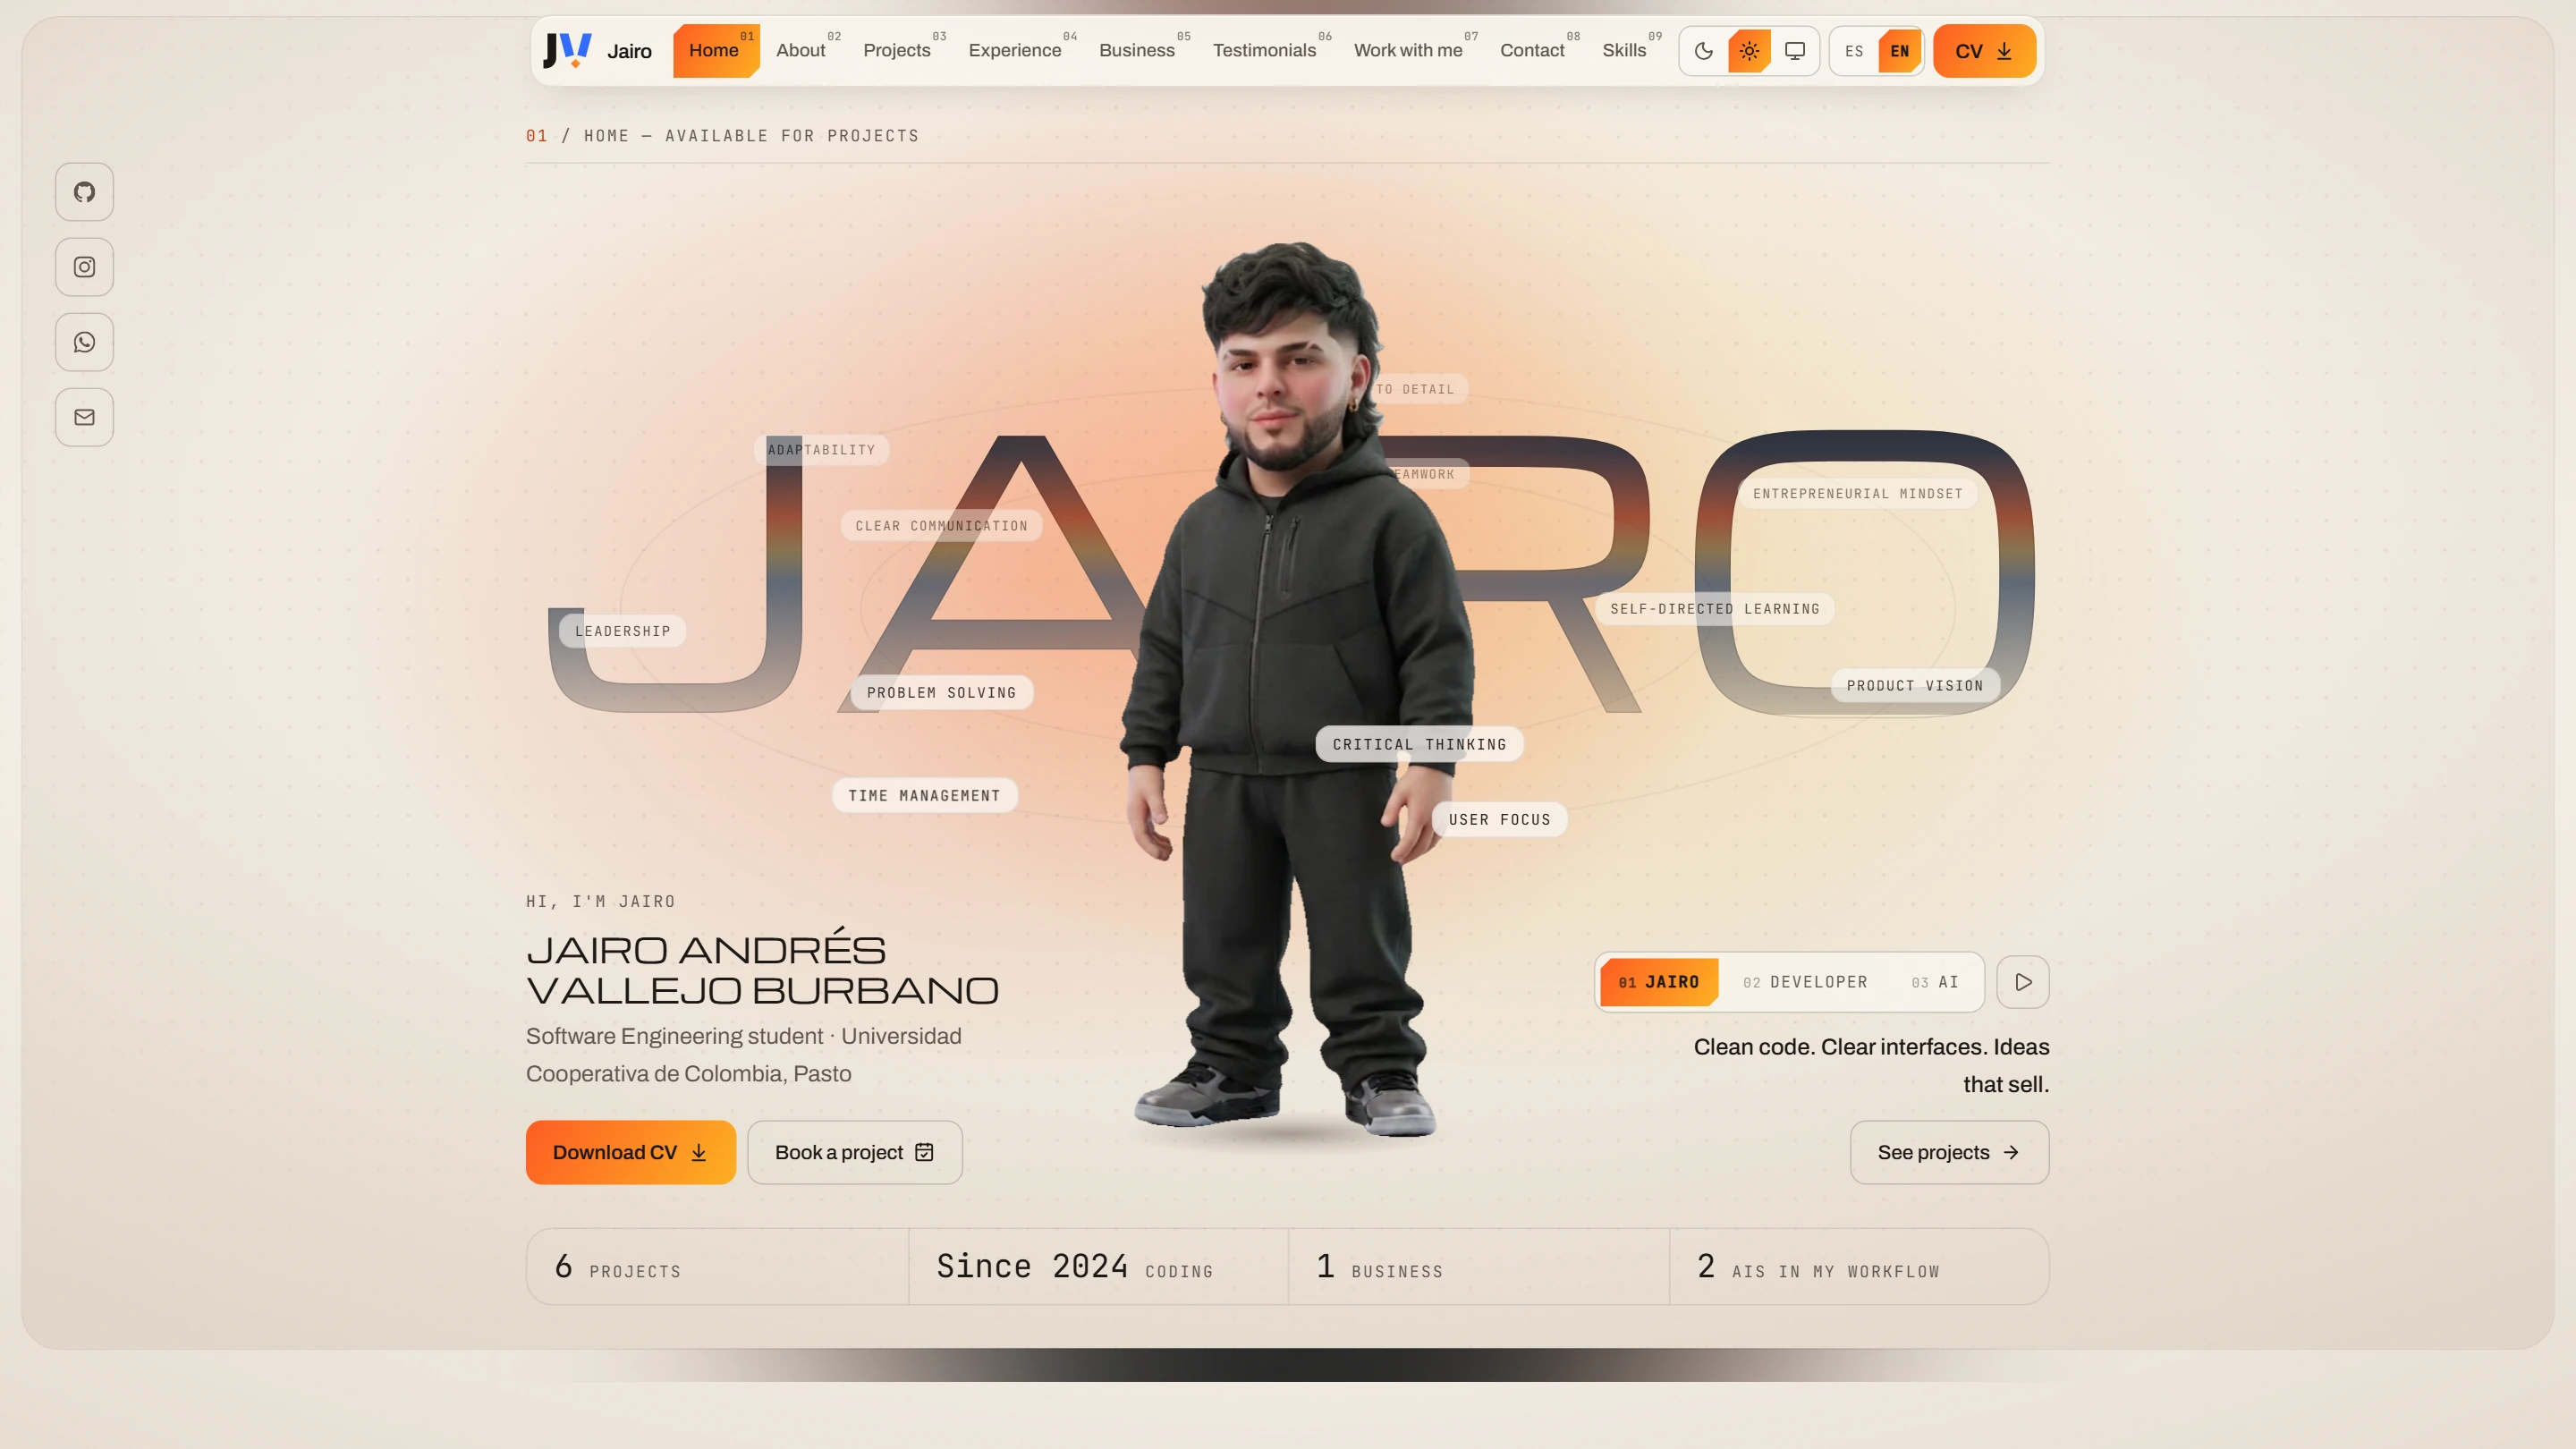 JV Jairo
Home 01
About 02
Projects 03
Experience 04
Business 05
Testimonials 06
Work with me 07
Contact 08
Skills 09
ES EN
CV
01 / HOME — AVAILABLE FOR PROJECTS
TO DETAIL
ADAPTABILITY
ENTREPRENEURIAL MINDSET
CLEAR COMMUNICATION
SELF-DIRECTED LEARNING
LEADERSHIP
PROBLEM SOLVING
PRODUCT VISION
CRITICAL THINKING
TIME MANAGEMENT
USER FOCUS
HI, I'M JAIRO
JAIRO ANDRÉS
VALLEJO BURBANO
Software Engineering student · Universidad
Cooperativa de Colombia, Pasto
Download CV
Book a project
01 JAIRO 02 DEVELOPER 03 AI
Clean code. Clear interfaces. Ideas
that sell.
See projects
6 PROJECTS
Since 2024 CODING
1 BUSINESS
2 AIS IN MY WORKFLOW